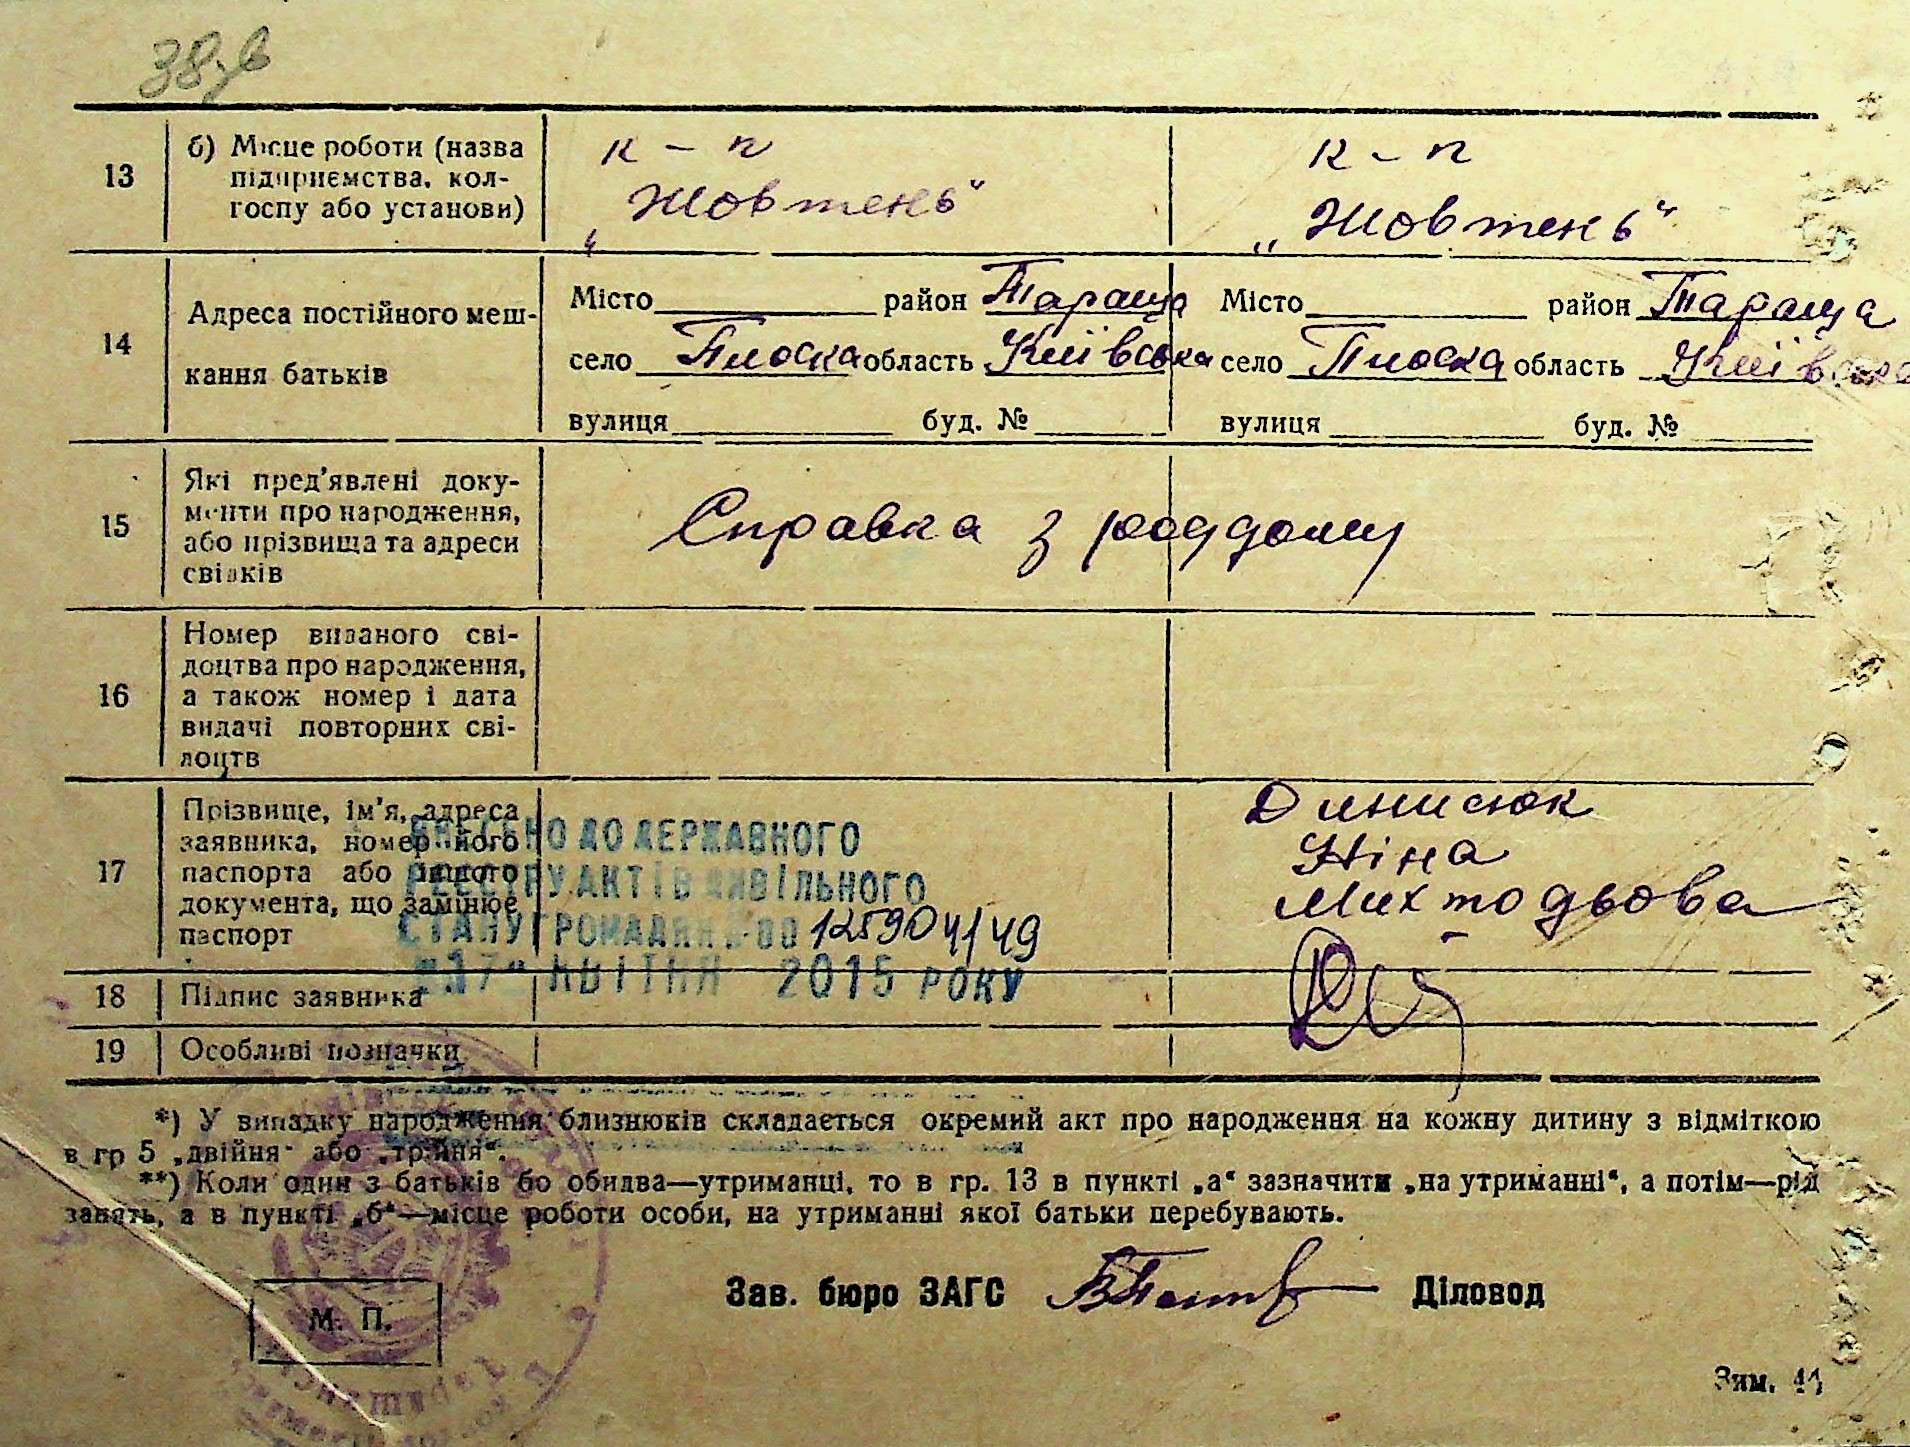 38
13
б) Місце роботи (назва
підприємства, кол-
госпу або установи)
к - п
„Жовтень“
к - п
„Жовтень“
14
Адреса постійного меш-
кання батьків
Місто район Тараща
село Плоска область Київська
вулиця буд. №
Місто район Тараща
село Плоска область Київська
вулиця буд. №
15
Які пред'явлені доку-
менти про народження,
або прізвища та адреси
свідків
Справка з роддому
16
Номер виданого сві-
доцтва про народження,
а також номер і дата
видачі повторних сві-
доцтв
17
Прізвище, ім'я, адреса
заявника, номер його
паспорта або іншого
документа, що замінює
паспорт
ВНЕСЕНО ДО ДЕРЖАВНОГО
РЕЄСТРУ АКТІВ ЦИВІЛЬНОГО
СТАНУ ГРОМАДЯН 00125904149
"17" КВІТНЯ 2015 РОКУ
Динисюк
Ніна
Михтодьова
18
Підпис заявника
19
Особливі позначки
*) У випадку народження близнюків складається окремий акт про народження на кожну дитину з відміткою
в гр 5 „двійня“ або „трійня“.
**) Коли один з батьків бо обидва—утриманці, то в гр. 13 в пункті „а“ зазначити „на утриманні“, а потім—рід
занять, а в пункті „б“—місце роботи особи, на утриманні якої батьки перебувають.
Зав. бюро ЗАГС Діловод
М. П.
Зим. 44